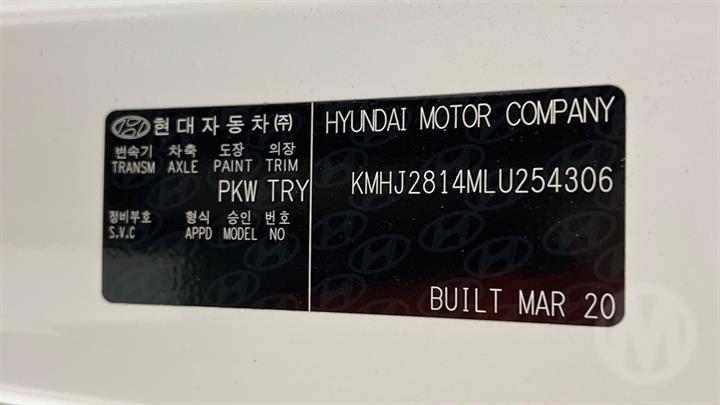 현대자동차(주)
변속기 차축 도장 의장
TRANSM AXLE PAINT TRIM
PKW TRY
정비부호 형식 승인 번호
S.V.C APPD MODEL NO
HYUNDAI MOTOR COMPANY
KMHJ2814MLU254306
BUILT MAR 20
M